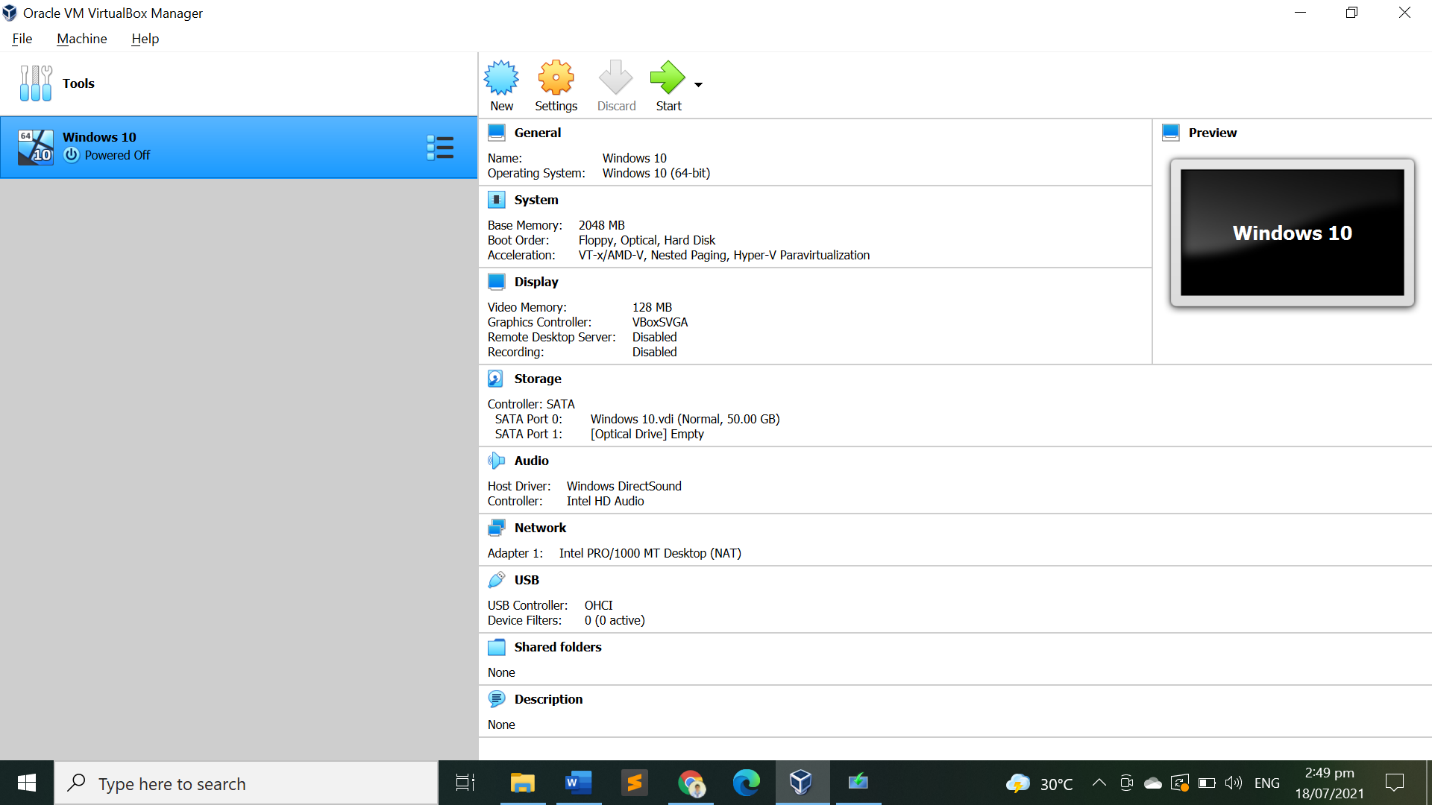 Oracle VM VirtualBox Manager
File Machine Help
Tools
64
10
Windows 10
Powered Off
New Settings Discard Start
General
Name: Windows 10
Operating System: Windows 10 (64-bit)
System
Base Memory: 2048 MB
Boot Order: Floppy, Optical, Hard Disk
Acceleration: VT-x/AMD-V, Nested Paging, Hyper-V Paravirtualization
Display
Video Memory: 128 MB
Graphics Controller: VBoxSVGA
Remote Desktop Server: Disabled
Recording: Disabled
Preview
Windows 10
Storage
Controller: SATA
SATA Port 0: Windows 10.vdi (Normal, 50.00 GB)
SATA Port 1: [Optical Drive] Empty
Audio
Host Driver: Windows DirectSound
Controller: Intel HD Audio
Network
Adapter 1: Intel PRO/1000 MT Desktop (NAT)
USB
USB Controller: OHCI
Device Filters: 0 (0 active)
Shared folders
None
Description
None
Type here to search
W
S
30°C
ENG
2:49 pm
18/07/2021